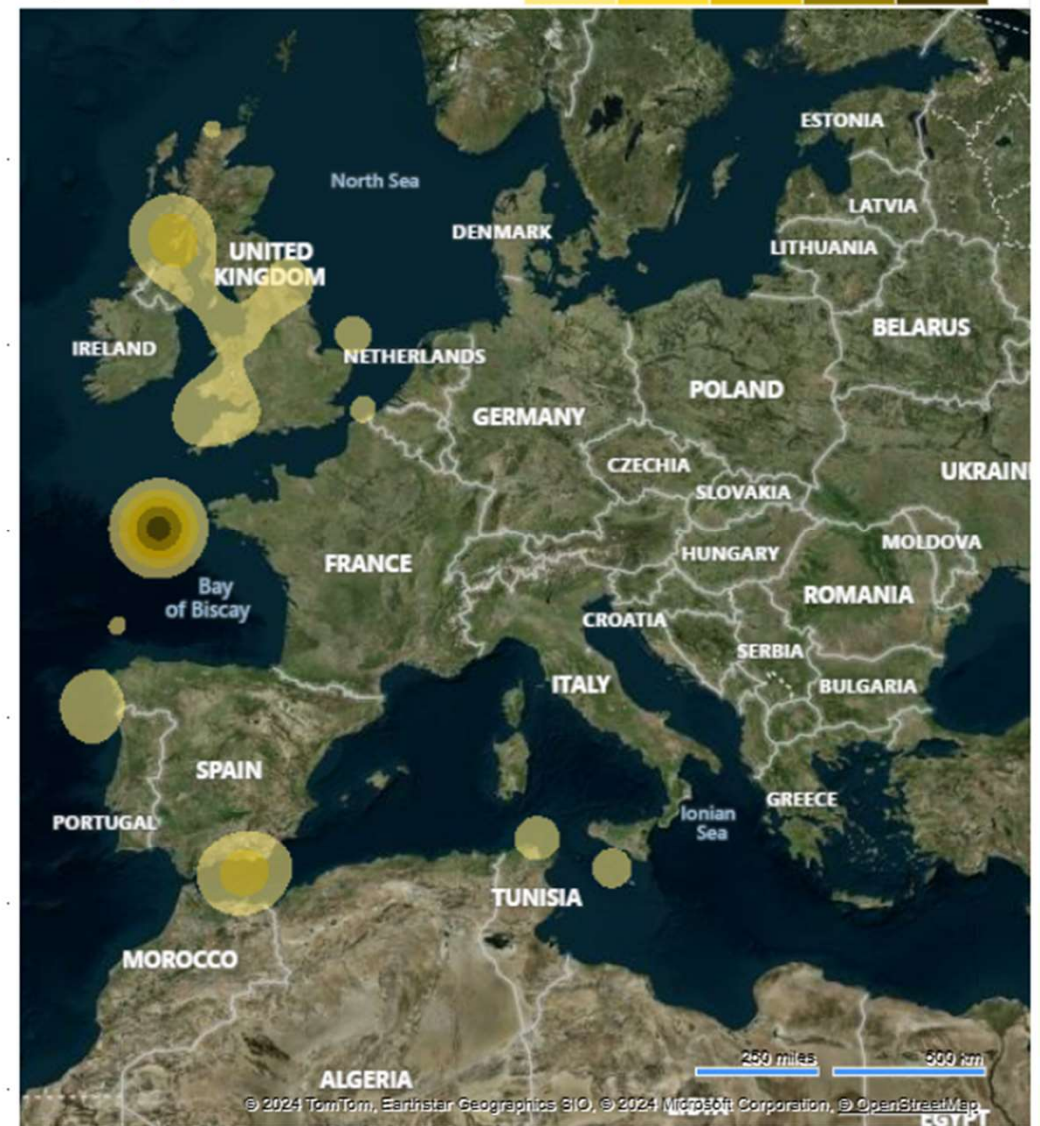 ESTONIA
North Sea
LATVIA
DENMARK
LITHUANIA
UNITED
KINGDOM
BELARUS
IRELAND
NETHERLANDS
POLAND
GERMANY
CZECHIA
UKRAIN
SLOVAKIA
MOLDOVA
HUNGARY
FRANCE
Bay
of Biscay
ROMANIA
CROATIA
SERBIA
ITALY
BULGARIA
SPAIN
GREECE
PORTUGAL
Ionian
Sea
TUNISIA
MOROCCO
250 miles
500 km
ALGERIA
© 2024 TomTom, Earthstar Geographics SIO, © 2024 Microsoft Corporation, © OpenStreetMap
EGYPT